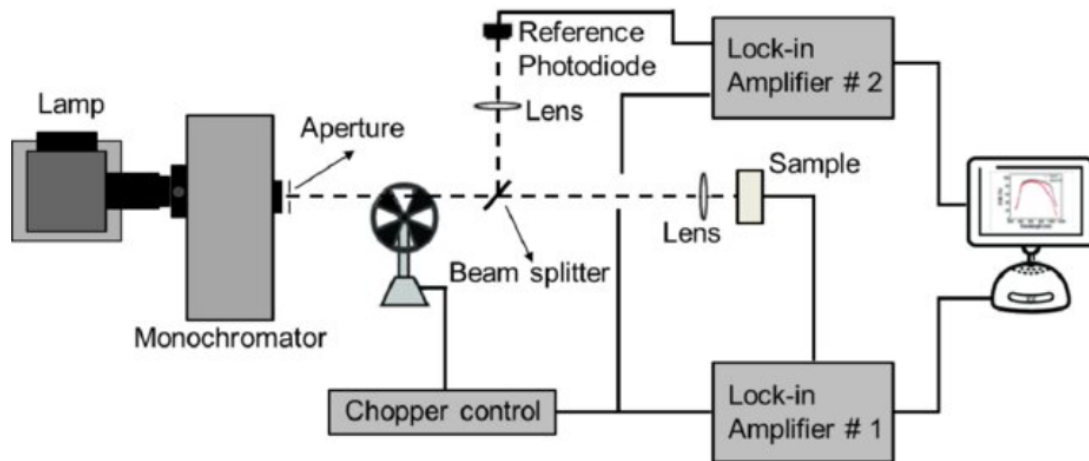 Reference
Photodiode
Lock-in
Amplifier # 2
Lamp
Aperture
Lens
Sample
Lens
Beam splitter
Monochromator
Chopper control
Lock-in
Amplifier # 1